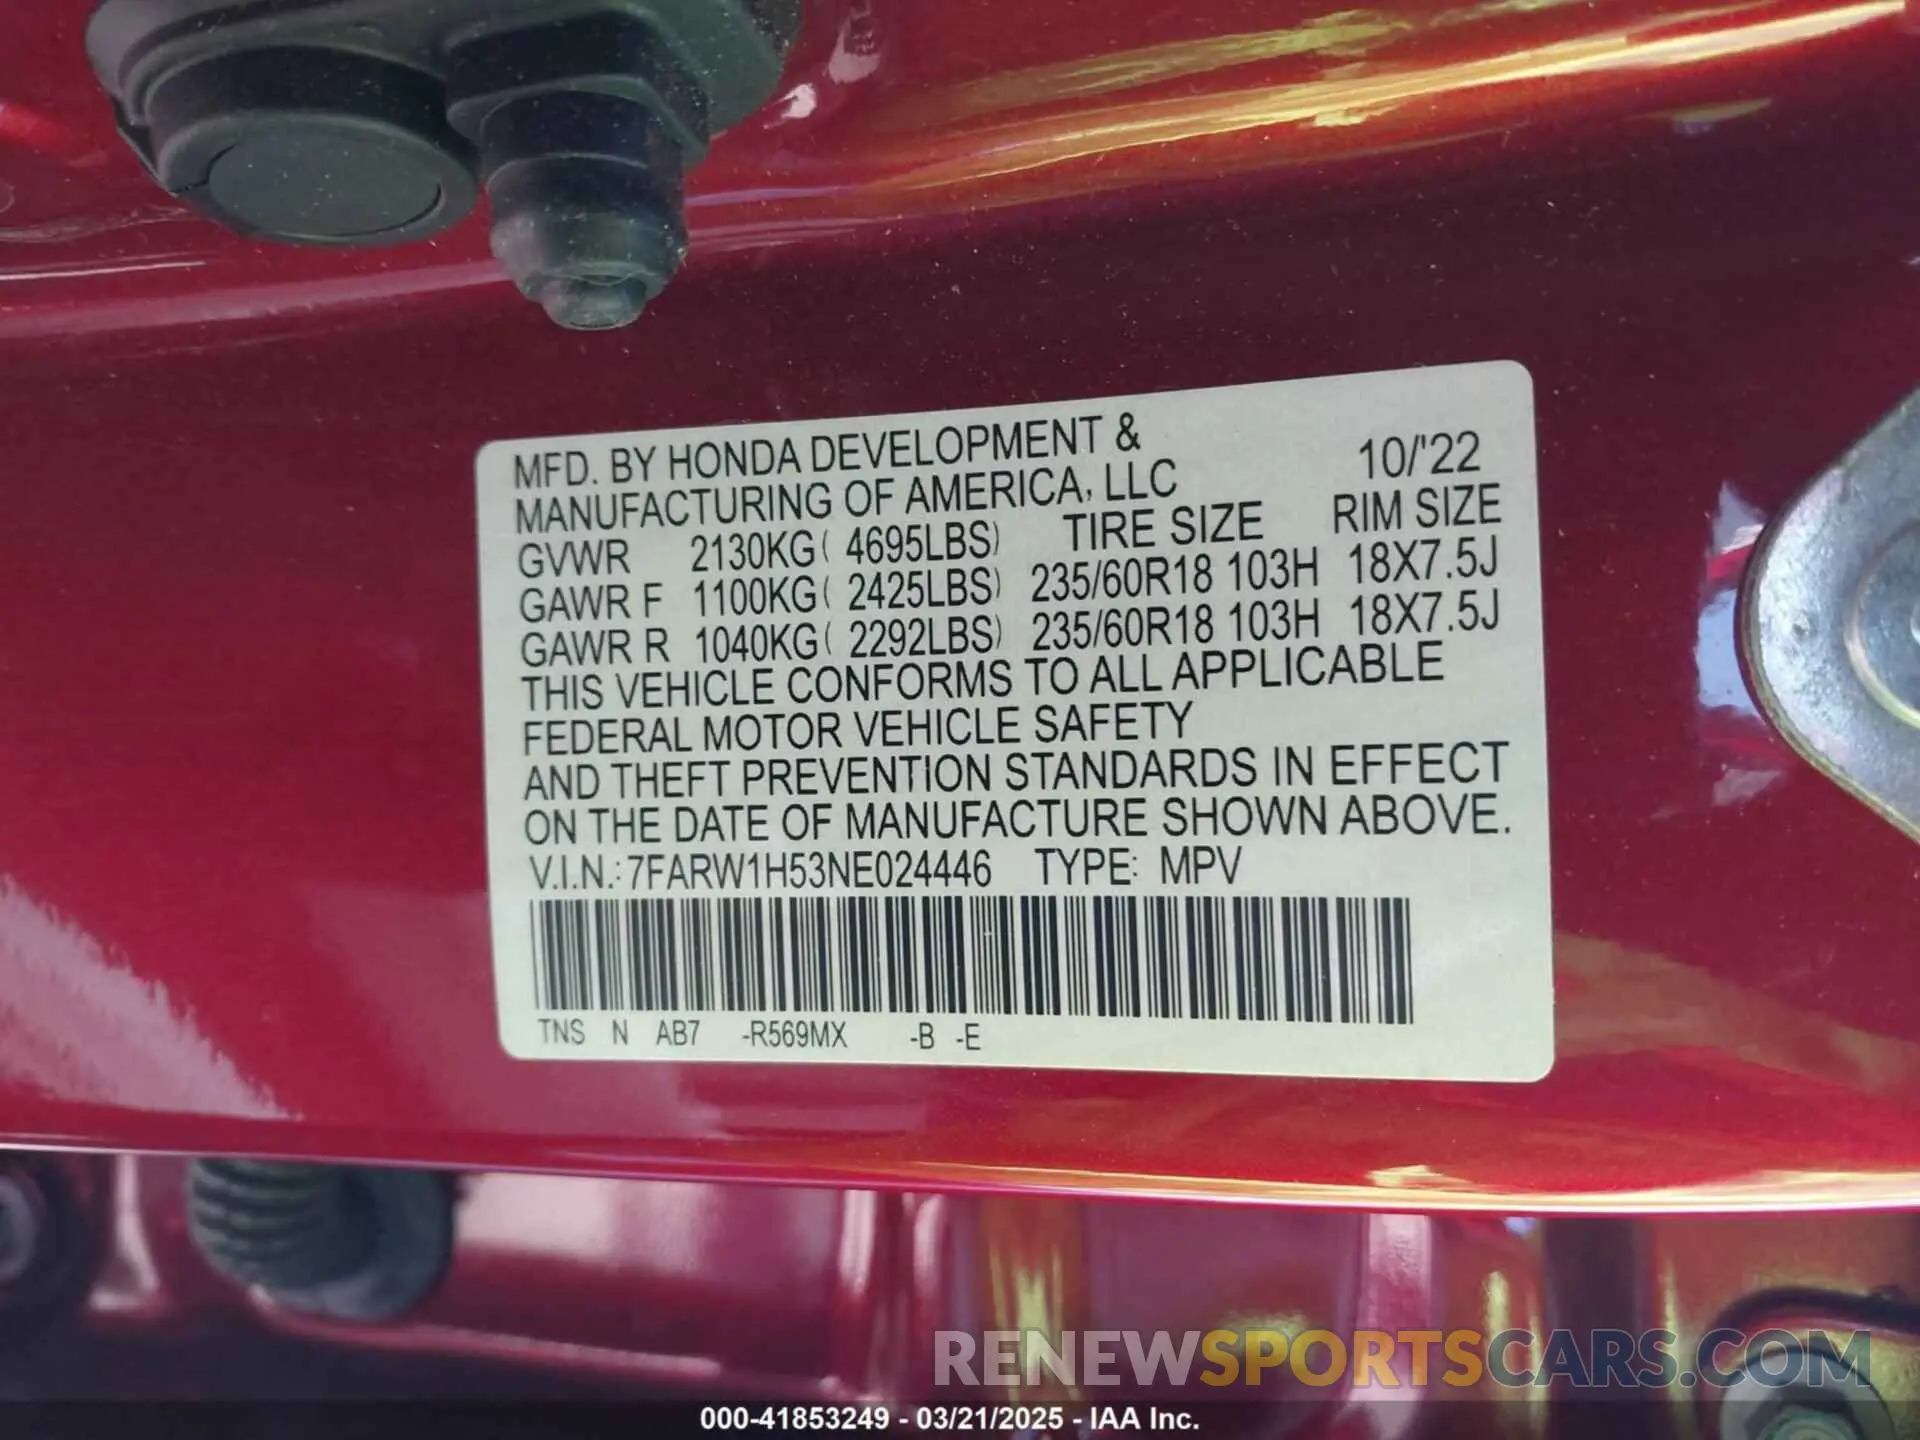 MFD. BY HONDA DEVELOPMENT & 10/'22
MANUFACTURING OF AMERICA, LLC
GVWR 2130KG( 4695LBS) TIRE SIZE RIM SIZE
GAWR F 1100KG( 2425LBS) 235/60R18 103H 18X7.5J
GAWR R 1040KG( 2292LBS) 235/60R18 103H 18X7.5J
THIS VEHICLE CONFORMS TO ALL APPLICABLE
FEDERAL MOTOR VEHICLE SAFETY
AND THEFT PREVENTION STANDARDS IN EFFECT
ON THE DATE OF MANUFACTURE SHOWN ABOVE.
V.I.N.: 7FARW1H53NE024446 TYPE: MPV
TNS N AB7 -R569MX -B -E
RENEWSPORTSCARS.COM
000-41853249 - 03/21/2025 - IAA Inc.